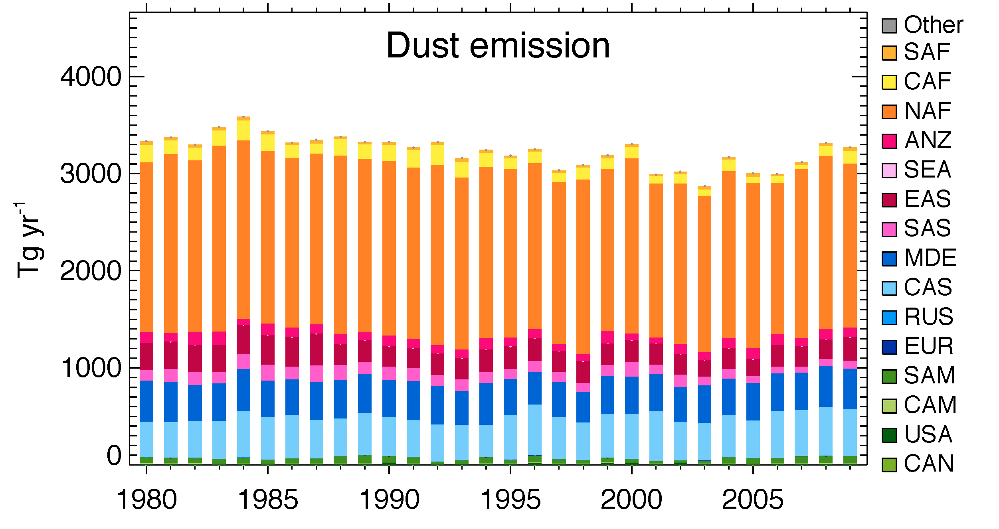 Dust emission
Tg yr-1
4000
3000
2000
1000
0
1980 1985 1990 1995 2000 2005
Other
SAF
CAF
NAF
ANZ
SEA
EAS
SAS
MDE
CAS
RUS
EUR
SAM
CAM
USA
CAN